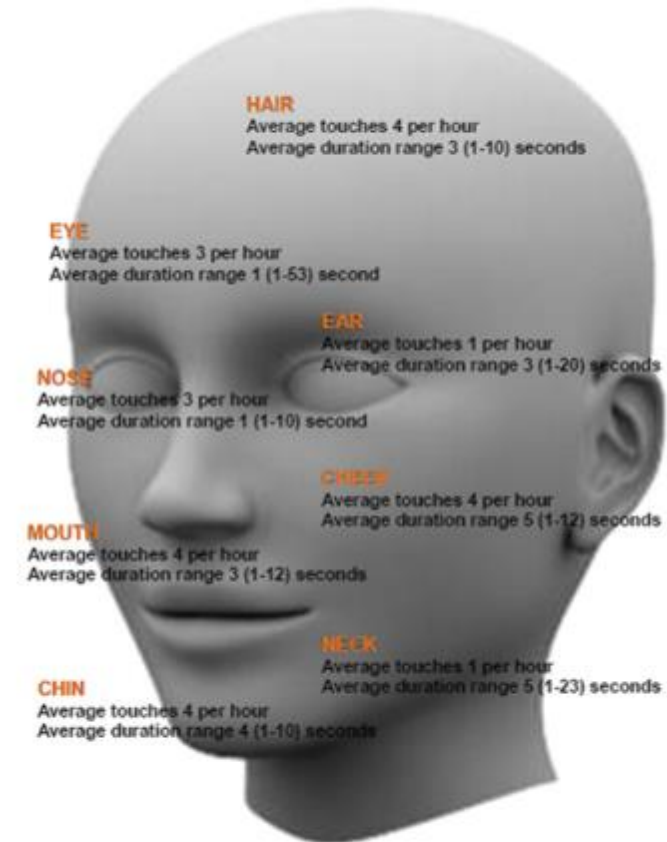 HAIR
Average touches 4 per hour
Average duration range 3 (1-10) seconds
EYE
Average touches 3 per hour
Average duration range 1 (1-53) second
EAR
Average touches 1 per hour
Average duration range 3 (1-20) seconds
NOSE
Average touches 3 per hour
Average duration range 1 (1-10) second
CHEEK
Average touches 4 per hour
Average duration range 5 (1-12) seconds
MOUTH
Average touches 4 per hour
Average duration range 3 (1-12) seconds
NECK
Average touches 1 per hour
Average duration range 5 (1-23) seconds
CHIN
Average touches 4 per hour
Average duration range 4 (1-10) seconds